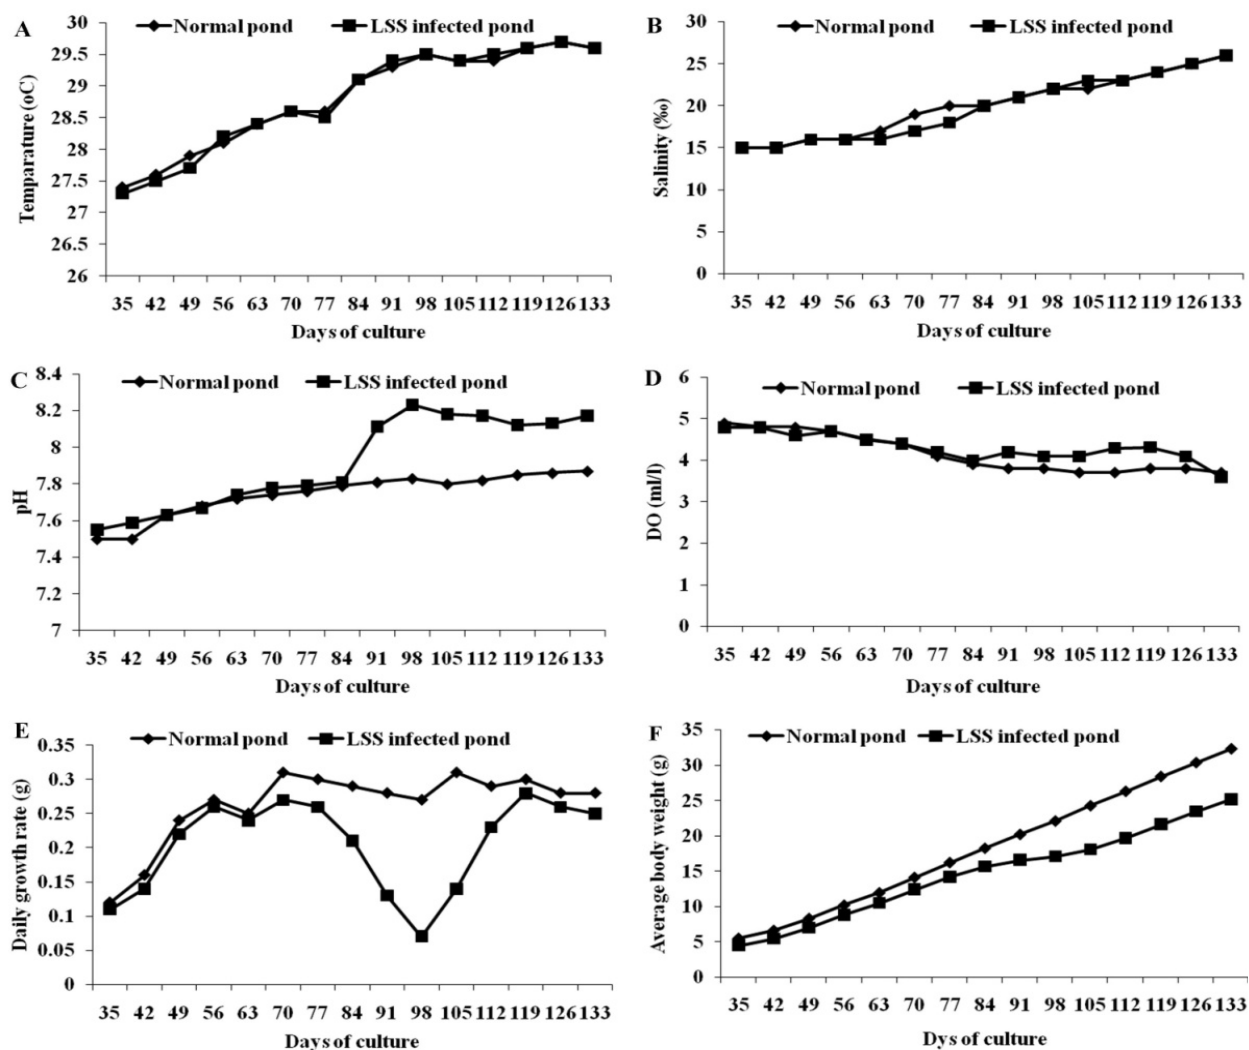 A
Normal pond LSS infected pond
Temparature (oC)
30
29.5
29
28.5
28
27.5
27
26.5
26
35 42 49 56 63 70 77 84 91 98 105 112 119 126 133
Days of culture
B
Normal pond LSS infected pond
Salinity (‰)
30
25
20
15
10
5
0
35 42 49 56 63 70 77 84 91 98 105 112 119 126 133
Days of culture
C
Normal pond LSS infected pond
pH
8.4
8.2
8
7.8
7.6
7.4
7.2
7
35 42 49 56 63 70 77 84 91 98 105 112 119 126 133
Days of culture
D
Normal pond LSS infected pond
DO (ml/l)
6
5
4
3
2
1
0
35 42 49 56 63 70 77 84 91 98 105 112 119 126 133
Days of culture
E
Normal pond LSS infected pond
Daily growth rate (g)
0.35
0.3
0.25
0.2
0.15
0.1
0.05
0
35 42 49 56 63 70 77 84 91 98 105 112 119 126 133
Days of culture
F
Normal pond LSS infected pond
Average body weight (g)
35
30
25
20
15
10
5
0
35 42 49 56 63 70 77 84 91 98 105 112 119 126 133
Dys of culture